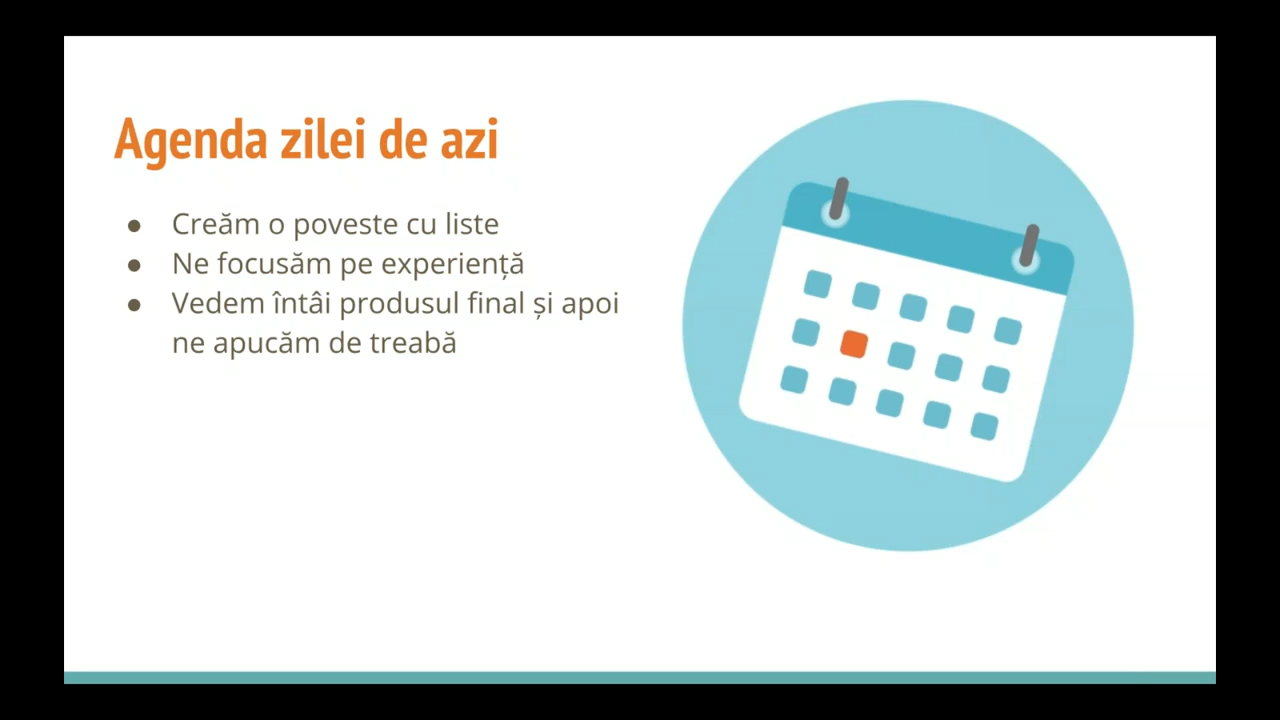 Agenda zilei de azi
● Creăm o poveste cu liste
● Ne focusăm pe experiență
● Vedem întâi produsul final și apoi
ne apucăm de treabă